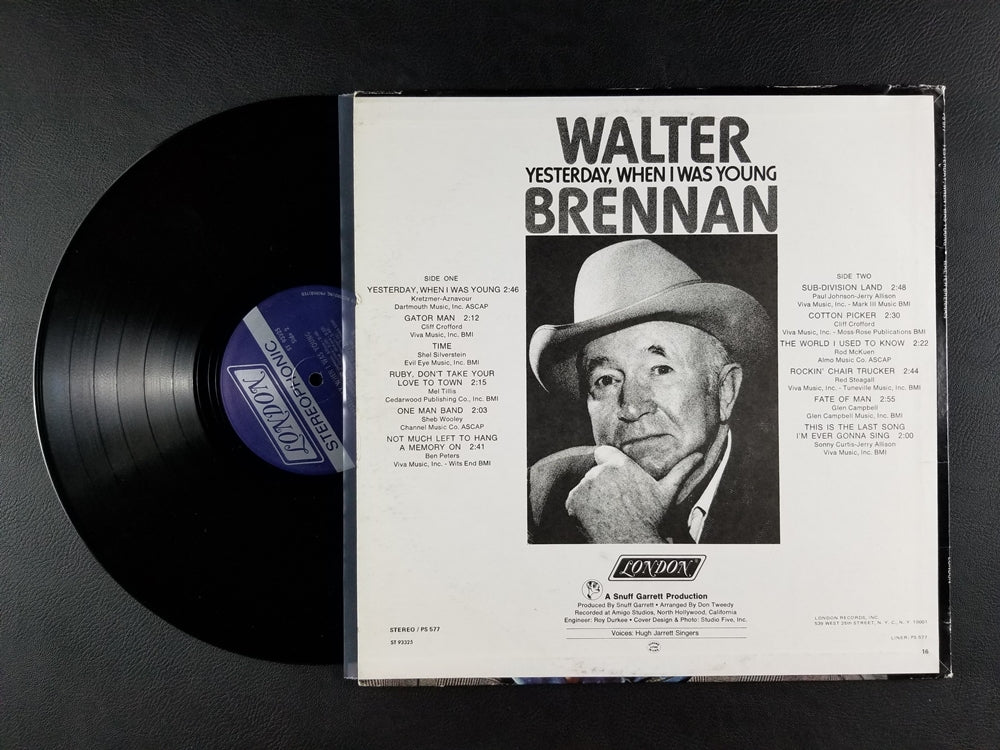 WALTER
YESTERDAY, WHEN I WAS YOUNG
BRENNAN
SIDE ONE
YESTERDAY, WHEN I WAS YOUNG 2:46
Kretzmer-Aznavour
Dartmouth Music, Inc. ASCAP
GATOR MAN 2:12
Cliff Crofford
Viva Music, Inc. BMI
TIME
Shel Silverstein
Evil Eye Music, Inc. BMI
RUBY, DON'T TAKE YOUR
LOVE TO TOWN 2:15
Mel Tillis
Cedarwood Publishing Co., Inc. BMI
ONE MAN BAND 2:03
Sheb Wooley
Channel Music Co. ASCAP
NOT MUCH LEFT TO HANG
A MEMORY ON 2:41
Ben Peters
Viva Music, Inc. - Wits End BMI
SIDE TWO
SUB-DIVISION LAND 2:48
Paul Johnson-Jerry Allison
Viva Music, Inc. - Mark III Music BMI
COTTON PICKER 2:30
Cliff Crofford
Viva Music, Inc. - Moss Rose Publications BMI
THE WORLD I USED TO KNOW 2:22
Rod McKuen
Almo Music Co. ASCAP
ROCKIN' CHAIR TRUCKER 2:44
Red Steagall
Viva Music, Inc. - Tuneville Music, Inc. BMI
FATE OF MAN 2:55
Glen Campbell
Glen Campbell Music, Inc. BMI
THIS IS THE LAST SONG
I'M EVER GONNA SING 2:00
Sonny Curtis-Jerry Allison
Viva Music, Inc. BMI
LONDON
A Snuff Garrett Production
Produced By Snuff Garrett • Arranged By Don Tweedy
Recorded at Amigo Studios, North Hollywood, California
Engineer: Roy Durkee • Cover Design & Photo: Studio Five, Inc.
Voices: Hugh Jarrett Singers
STEREO / PS 577
ST 93325
LONDON RECORDS, INC.
539 WEST 25th STREET, N. Y. C., N. Y. 10001
LINER: PS 577
16
LONDON
STEREOPHONIC
Side 2